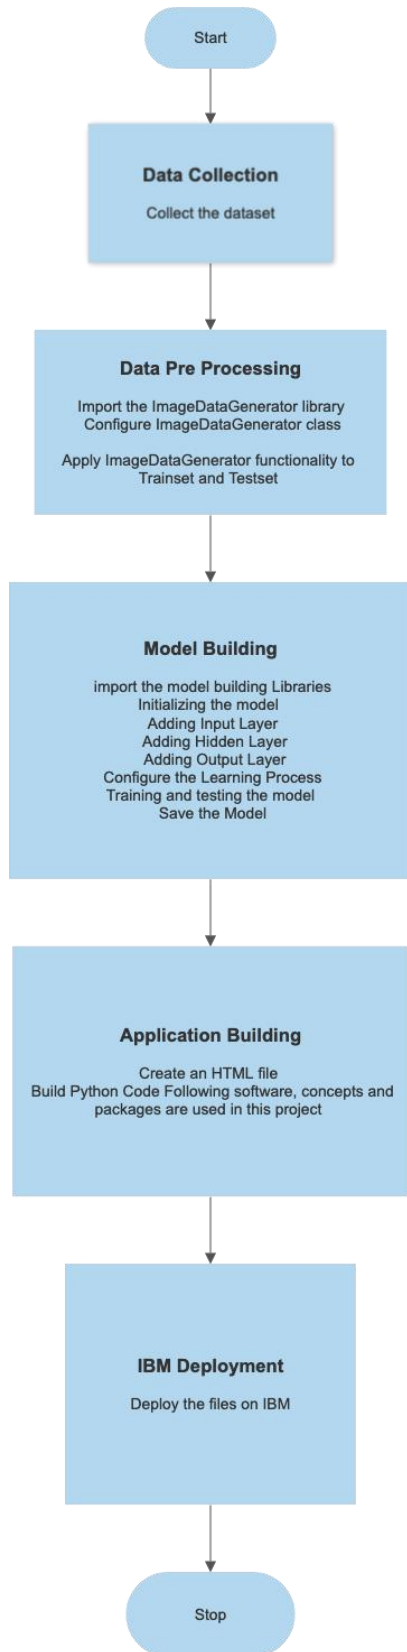 Start
Data Collection
Collect the dataset
Data Pre Processing
Import the ImageDataGenerator library
Configure ImageDataGenerator class
Apply ImageDataGenerator functionality to
Trainset and Testset
Model Building
import the model building Libraries
Initializing the model
Adding Input Layer
Adding Hidden Layer
Adding Output Layer
Configure the Learning Process
Training and testing the model
Save the Model
Application Building
Create an HTML file
Build Python Code Following software, concepts and
packages are used in this project
IBM Deployment
Deploy the files on IBM
Stop